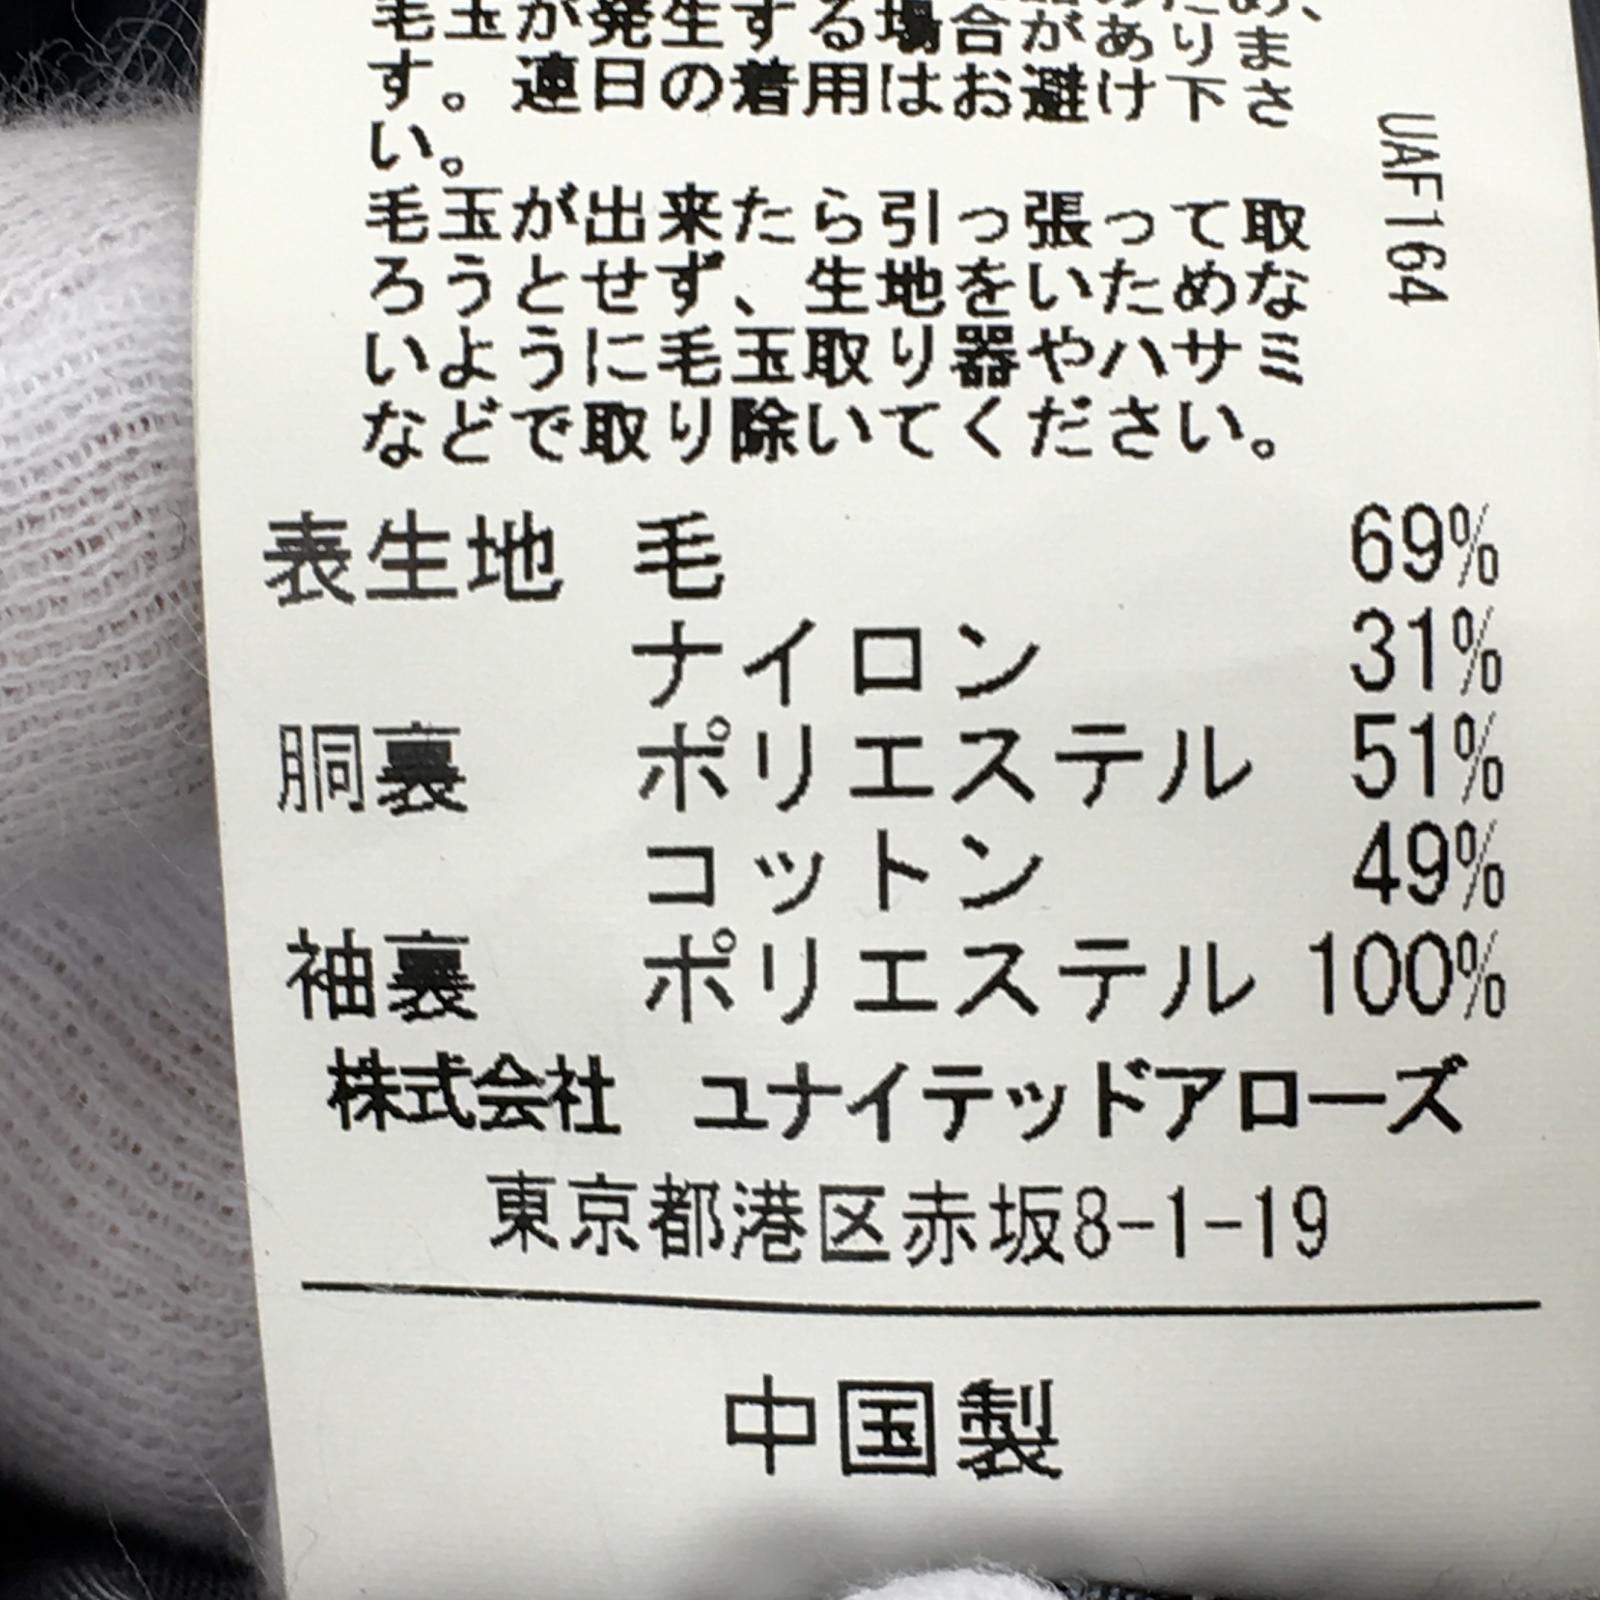 毛玉が発生する場合があります。
す。連日の着用はお避け下さ
い。
毛玉が出来たら引っ張って取
ろうとせず、生地をいためな
いように毛玉取り器やハサミ
などで取り除いてください。
UAF164
表生地 毛 69%
ナイロン 31%
胴裏 ポリエステル 51%
コットン 49%
袖裏 ポリエステル 100%
株式会社 ユナイテッドアローズ
東京都港区赤坂8-1-19
中国製